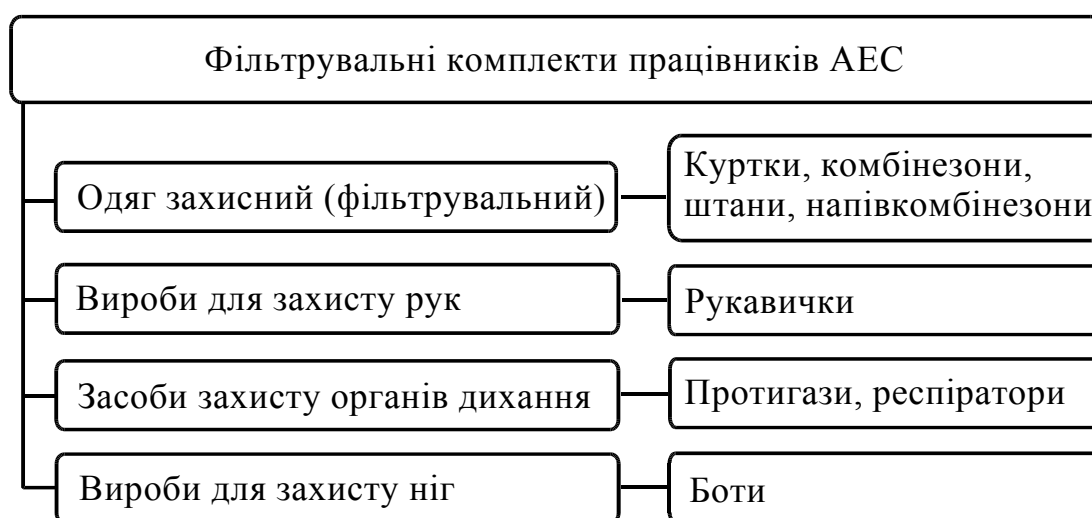 Фільтрувальні комплекти працівників АЕС
Одяг захисний (фільтрувальний)
Куртки, комбінезони,
штани, напівкомбінезони
Вироби для захисту рук
Рукавички
Засоби захисту органів дихання
Протигази, респіратори
Вироби для захисту ніг
Боти